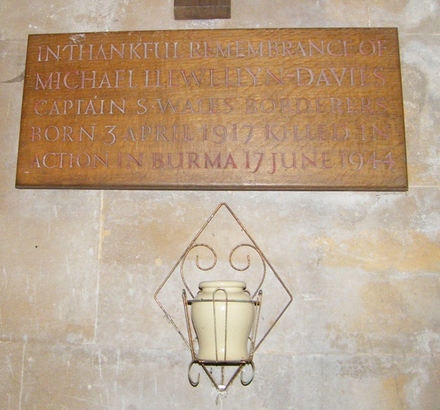 IN THANKFUL REMEMBRANCE OF
MICHAEL LLEWELLYN-DAVIES
CAPTAIN S·WALES BORDERERS
BORN 3 APRIL 1917 KILLED IN
ACTION IN BURMA 17 JUNE 1944